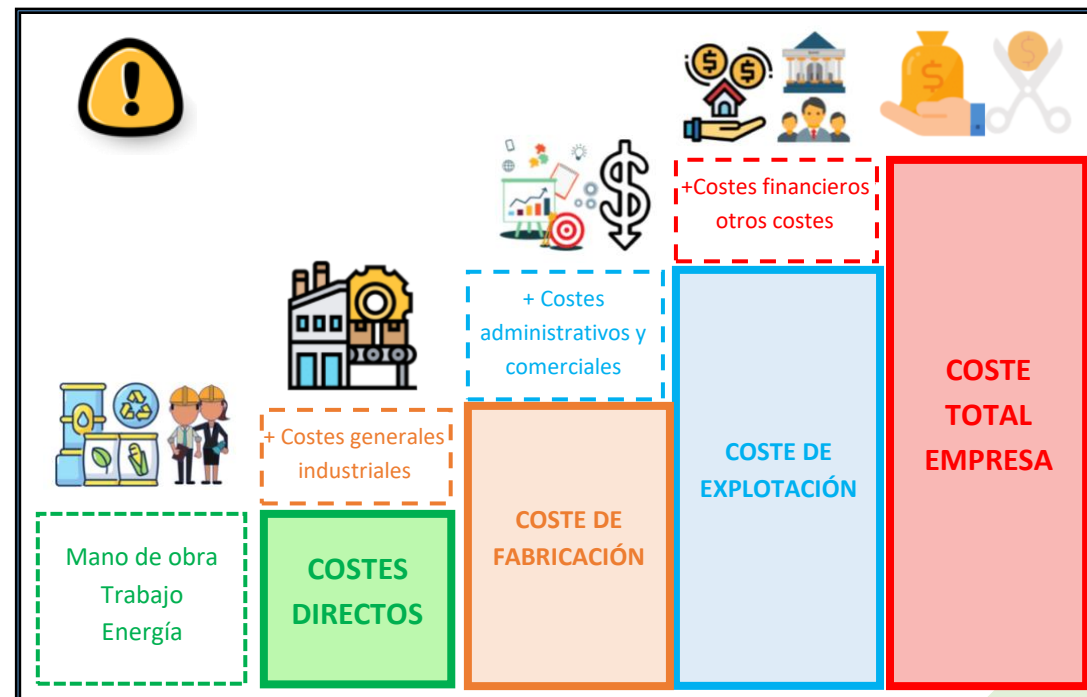 Mano de obra
Trabajo
Energía
+ Costes generales
industriales
COSTES
DIRECTOS
+ Costes
administrativos y
comerciales
COSTE DE
FABRICACIÓN
+Costes financieros
otros costes
COSTE DE
EXPLOTACIÓN
COSTE
TOTAL
EMPRESA